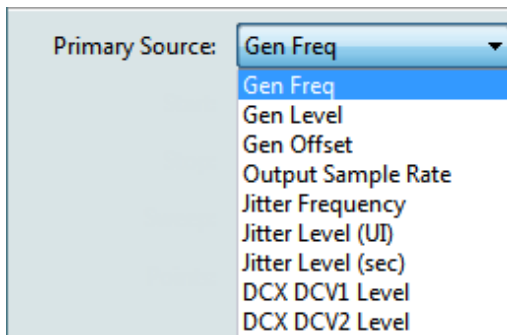 Primary Source: Gen Freq
Gen Freq
Gen Level
Gen Offset
Output Sample Rate
Jitter Frequency
Jitter Level (UI)
Jitter Level (sec)
DCX DCV1 Level
DCX DCV2 Level